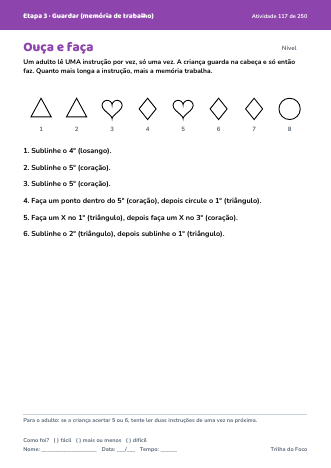 Etapa 3 · Guardar (memória de trabalho)
Atividade 117 de 250
Ouça e faça
Nível
Um adulto lê UMA instrução por vez, só uma vez. A criança guarda na cabeça e só então
faz. Quanto mais longa a instrução, mais a memória trabalha.
1 2 3 4 5 6 7 8
1. Sublinhe o 4º (losango).
2. Sublinhe o 5º (coração).
3. Sublinhe o 5º (coração).
4. Faça um ponto dentro do 5º (coração), depois circule o 1º (triângulo).
5. Faça um X no 1º (triângulo), depois faça um X no 3º (coração).
6. Sublinhe o 2º (triângulo), depois sublinhe o 1º (triângulo).
Para o adulto: se a criança acertar 5 ou 6, tente ler duas instruções de uma vez na próxima.
Como foi? ( ) fácil ( ) mais ou menos ( ) difícil
Nome: ____________________ Data: ___/___ Tempo: ______
Trilha do Foco